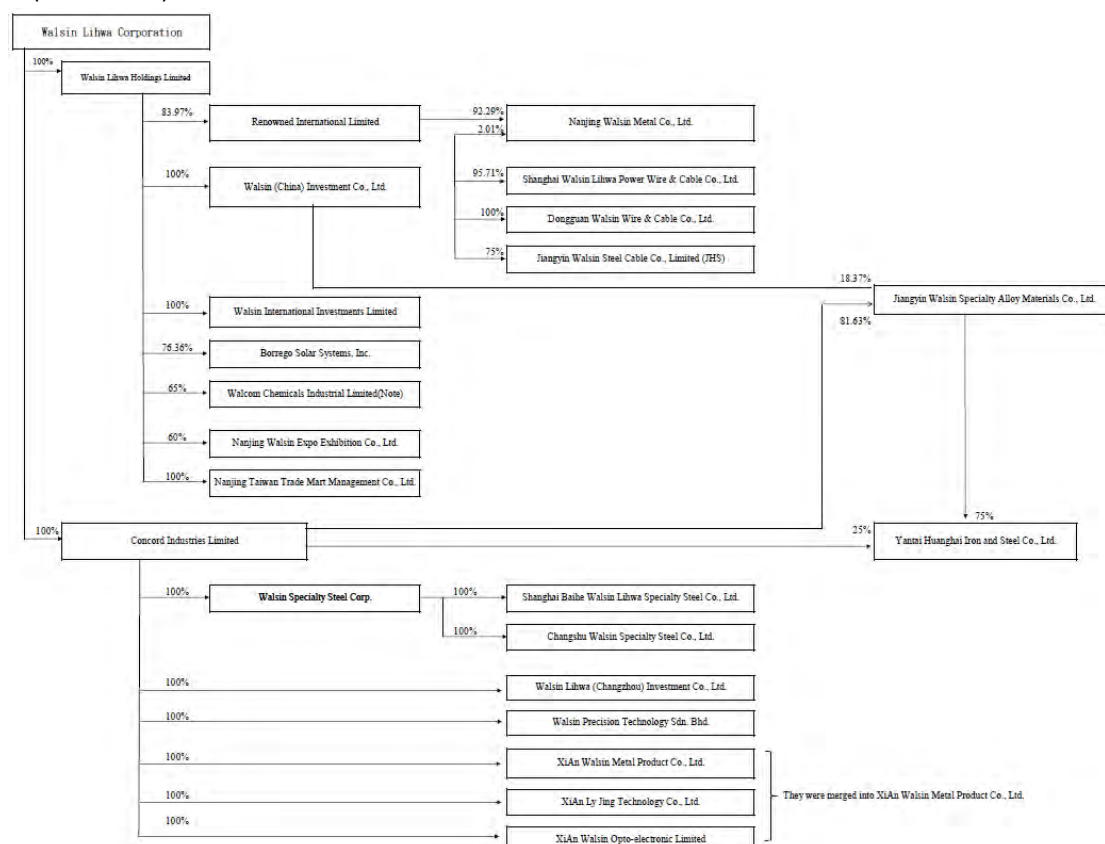 Walsin Lihwa Corporation
100%
Walsin Lihwa Holdings Limited
83.97%
Renowned International Limited
92.29%
Nanjing Walsin Metal Co., Ltd.
2.01%
100%
Walsin (China) Investment Co., Ltd.
95.71%
Shanghai Walsin Lihwa Power Wire & Cable Co., Ltd.
100%
Dongguan Walsin Wire & Cable Co., Ltd.
75%
Jiangyin Walsin Steel Cable Co., Limited (JHS)
18.37%
Jiangyin Walsin Specialty Alloy Materials Co., Ltd.
81.63%
100%
Walsin International Investments Limited
76.36%
Borrego Solar Systems, Inc.
65%
Walcom Chemicals Industrial Limited(Note)
60%
Nanjing Walsin Expo Exhibition Co., Ltd.
100%
Nanjing Taiwan Trade Mart Management Co., Ltd.
100%
Concord Industries Limited
25%
75%
Yantai Huanghai Iron and Steel Co., Ltd.
100%
Walsin Specialty Steel Corp.
100%
Shanghai Baihe Walsin Lihwa Specialty Steel Co., Ltd.
100%
Changshu Walsin Specialty Steel Co., Ltd.
100%
Walsin Lihwa (Changzhou) Investment Co., Ltd.
100%
Walsin Precision Technology Sdn. Bhd.
100%
XiAn Walsin Metal Product Co., Ltd.
100%
XiAn Ly Jing Technology Co., Ltd.
They were merged into XiAn Walsin Metal Product Co., Ltd.
100%
XiAn Walsin Opto-electronic Limited